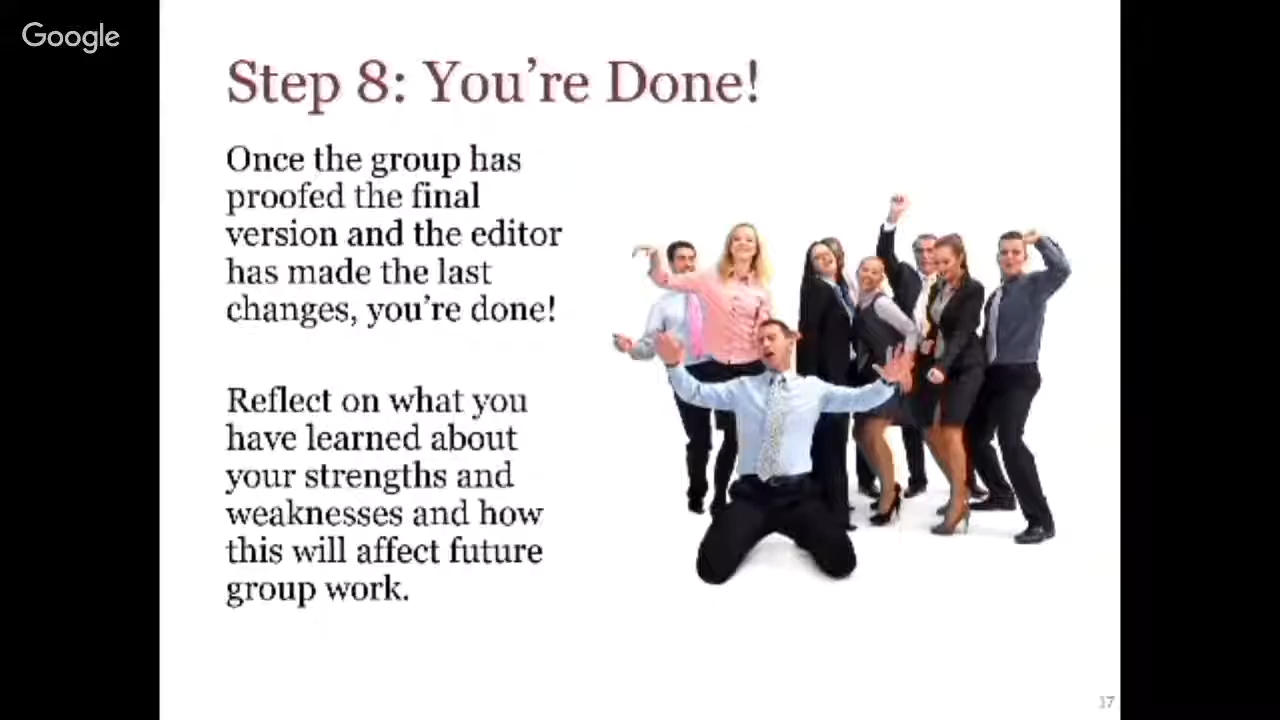 Google
Step 8: You're Done!
Once the group has
proofed the final
version and the editor
has made the last
changes, you're done!
Reflect on what you
have learned about
your strengths and
weaknesses and how
this will affect future
group work.
17